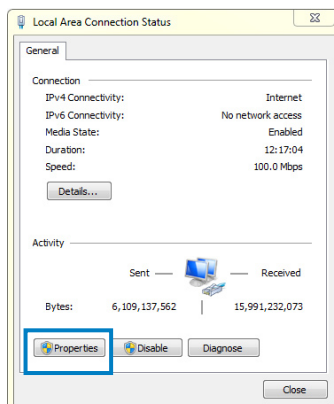 Local Area Connection Status
General
Connection
IPv4 Connectivity: Internet
IPv6 Connectivity: No network access
Media State: Enabled
Duration: 12:17:04
Speed: 100.0 Mbps
Details...
Activity
Sent Received
Bytes: 6,109,137,562 15,991,232,073
Properties Disable Diagnose
Close